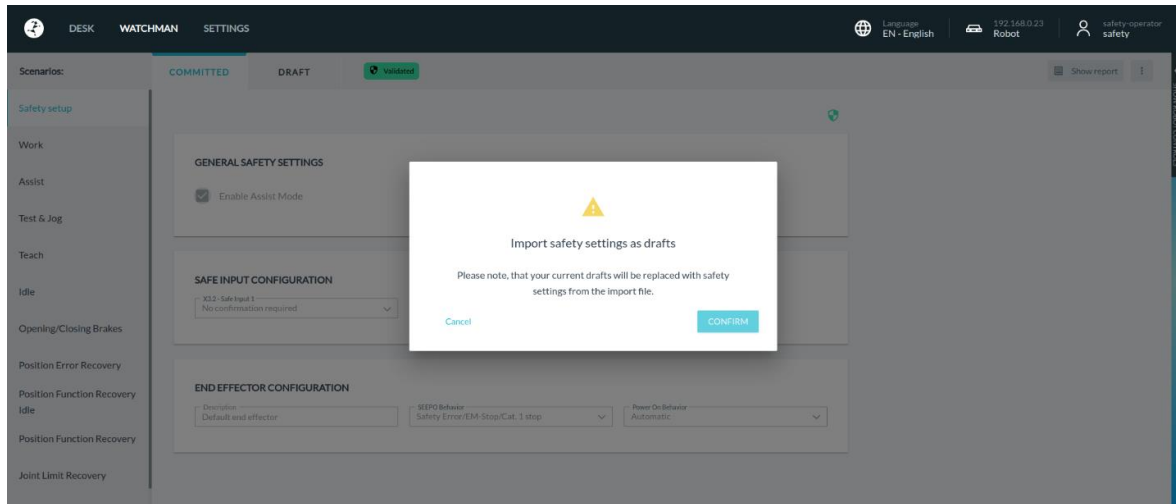 DESK WATCHMAN SETTINGS
Language
EN - English
192.168.0.23
Robot
safety-operator
safety
Scenarios:
COMMITTED DRAFT Validated
Show report
Safety setup
Work
Assist
Test & Jog
Teach
Idle
Opening/Closing Brakes
Position Error Recovery
Position Function Recovery
Idle
Position Function Recovery
Joint Limit Recovery
GENERAL SAFETY SETTINGS
Enable Assist Mode
SAFE INPUT CONFIGURATION
X3.2 - Safe Input 1
No confirmation required
END EFFECTOR CONFIGURATION
Description
Default end effector
SEEPO Behavior
Safety Error/EM-Stop/Cat. 1 stop
Power On Behavior
Automatic
Import safety settings as drafts
Please note, that your current drafts will be replaced with safety
settings from the import file.
Cancel CONFIRM